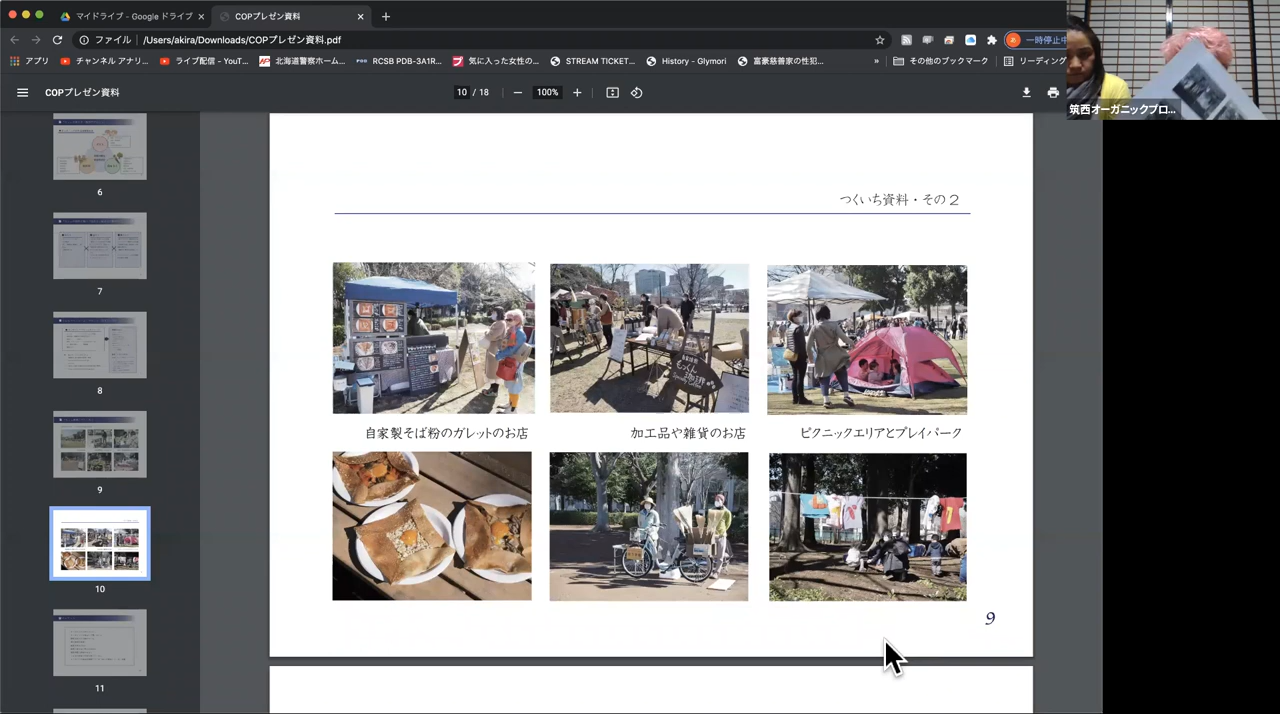 マイドライブ - Google ドライブ
COPプレゼン資料
ファイル | /Users/akira/Downloads/COPプレゼン資料.pdf
一時停止中
アプリ
チャンネル アナリ...
ライブ配信 - YouT...
北海道警察ホーム...
RCSB PDB-3A1R...
気に入った女性の...
STREAM TICKET...
History - Glymori
富豪慈善家の性犯...
»
その他のブックマーク
リーディング
COPプレゼン資料
10 / 18
100%
筑西オーガニックプロ...
6
7
8
9
10
11
つくいち資料・その2
自家製そば粉のガレットのお店
加工品や雑貨のお店
ピクニックエリアとプレイパーク
9